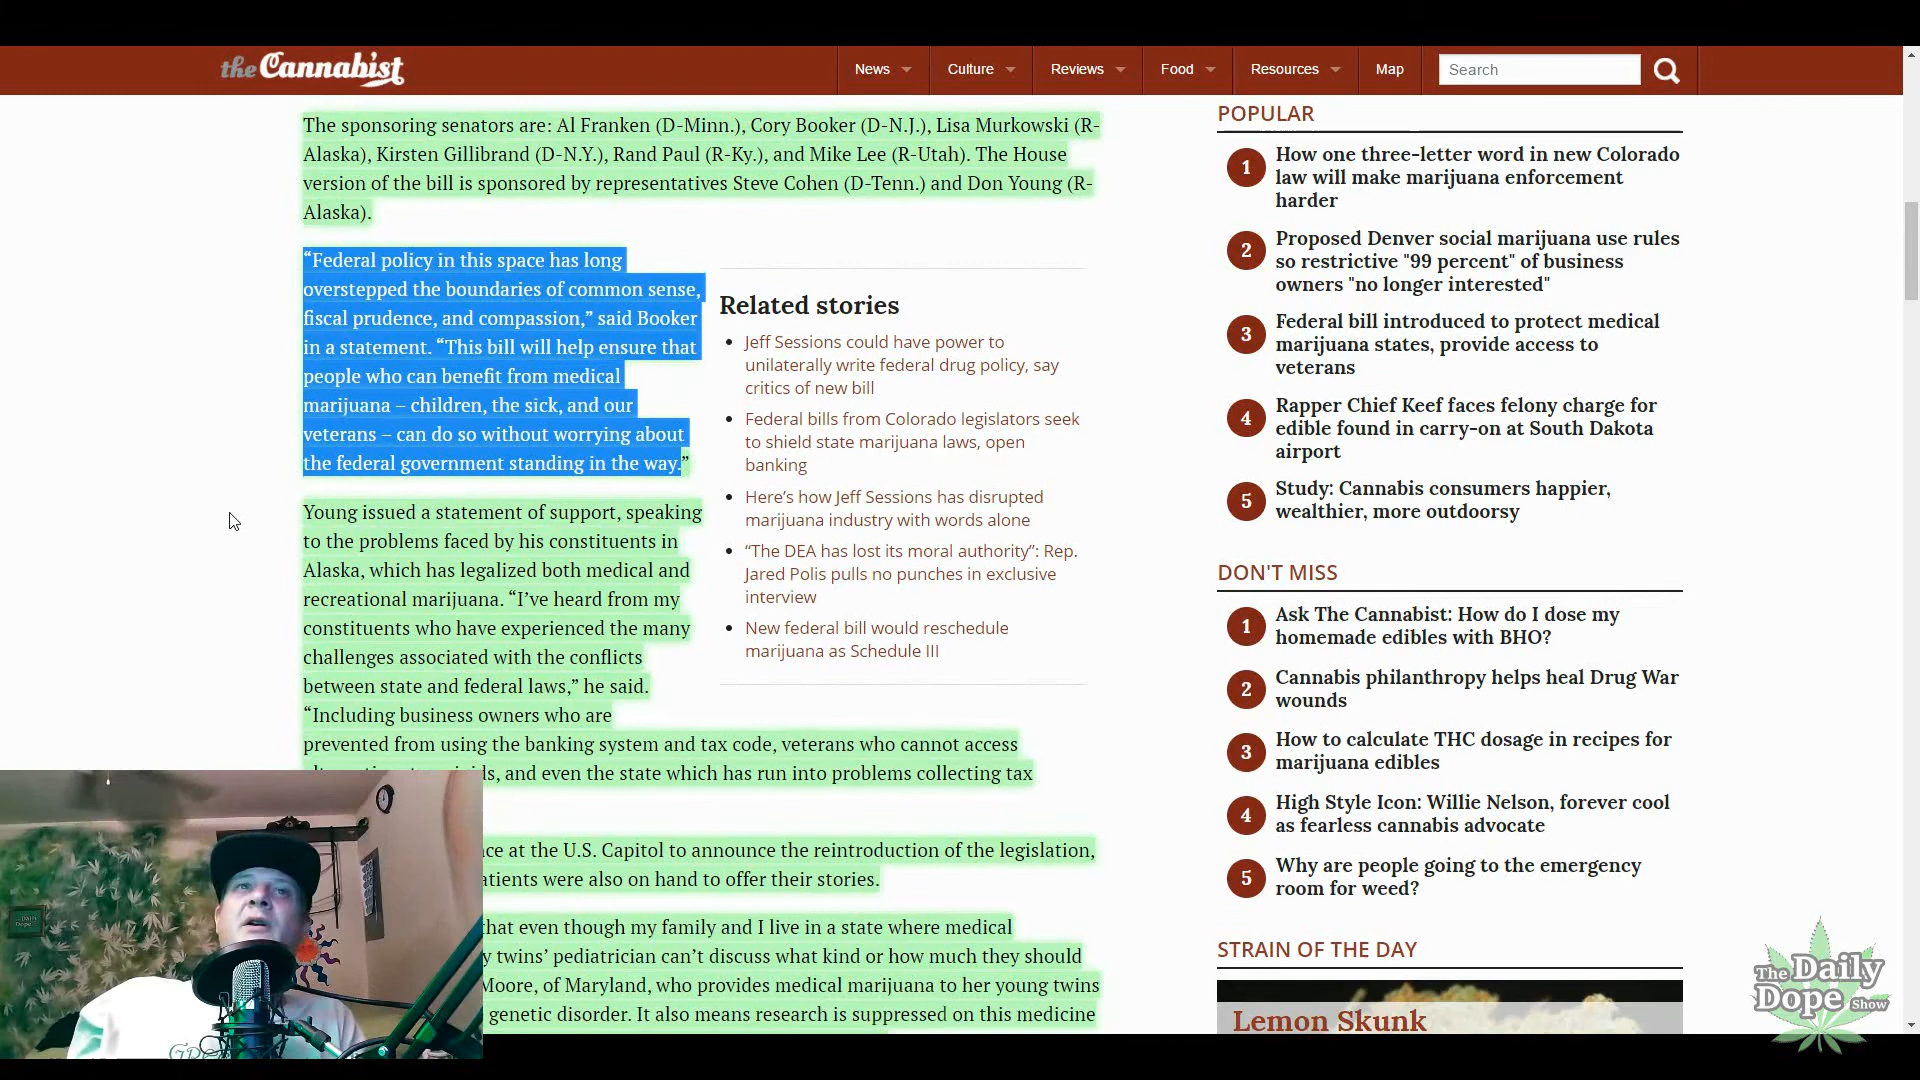 the Cannabist
News
Culture
Reviews
Food
Resources
Map
Search
The sponsoring senators are: Al Franken (D-Minn.), Cory Booker (D-N.J.), Lisa Murkowski (R-
Alaska), Kirsten Gillibrand (D-N.Y.), Rand Paul (R-Ky.), and Mike Lee (R-Utah). The House
version of the bill is sponsored by representatives Steve Cohen (D-Tenn.) and Don Young (R-
Alaska).
“Federal policy in this space has long
overstepped the boundaries of common sense,
fiscal prudence, and compassion,” said Booker
in a statement. “This bill will help ensure that
people who can benefit from medical
marijuana – children, the sick, and our
veterans – can do so without worrying about
the federal government standing in the way.”
Young issued a statement of support, speaking
to the problems faced by his constituents in
Alaska, which has legalized both medical and
recreational marijuana. “I’ve heard from my
constituents who have experienced the many
challenges associated with the conflicts
between state and federal laws,” he said.
“Including business owners who are
prevented from using the banking system and tax code, veterans who cannot access
and even the state which has run into problems collecting tax
at the U.S. Capitol to announce the reintroduction of the legislation,
were also on hand to offer their stories.
that even though my family and I live in a state where medical
twins’ pediatrician can’t discuss what kind or how much they should
Moore, of Maryland, who provides medical marijuana to her young twins
genetic disorder. It also means research is suppressed on this medicine
Related stories
Jeff Sessions could have power to
unilaterally write federal drug policy, say
critics of new bill
Federal bills from Colorado legislators seek
to shield state marijuana laws, open
banking
Here’s how Jeff Sessions has disrupted
marijuana industry with words alone
“The DEA has lost its moral authority”: Rep.
Jared Polis pulls no punches in exclusive
interview
New federal bill would reschedule
marijuana as Schedule III
POPULAR
1 How one three-letter word in new Colorado
law will make marijuana enforcement
harder
2 Proposed Denver social marijuana use rules
so restrictive "99 percent" of business
owners "no longer interested"
3 Federal bill introduced to protect medical
marijuana states, provide access to
veterans
4 Rapper Chief Keef faces felony charge for
edible found in carry-on at South Dakota
airport
5 Study: Cannabis consumers happier,
wealthier, more outdoorsy
DON'T MISS
1 Ask The Cannabist: How do I dose my
homemade edibles with BHO?
2 Cannabis philanthropy helps heal Drug War
wounds
3 How to calculate THC dosage in recipes for
marijuana edibles
4 High Style Icon: Willie Nelson, forever cool
as fearless cannabis advocate
5 Why are people going to the emergency
room for weed?
STRAIN OF THE DAY
Lemon Skunk
The Daily
Dope Show